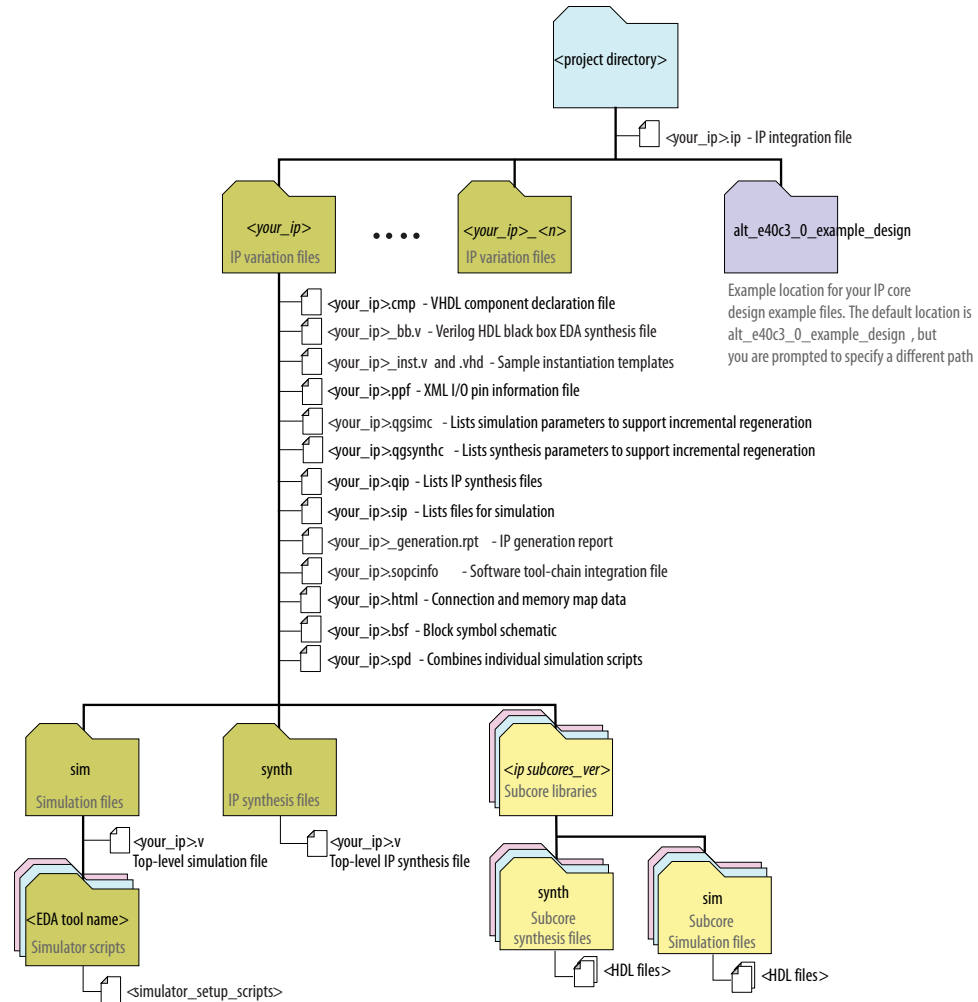 <project directory>
<your_ip>.ip - IP integration file
<your_ip>
IP variation files
<your_ip>_<n>
IP variation files
alt_e40c3_0_example_design
Example location for your IP core
design example files. The default location is
alt_e40c3_0_example_design , but
you are prompted to specify a different path
<your_ip>.cmp - VHDL component declaration file
<your_ip>_bb.v - Verilog HDL black box EDA synthesis file
<your_ip>_inst.v and .vhd - Sample instantiation templates
<your_ip>.ppf - XML I/O pin information file
<your_ip>.qgsimc - Lists simulation parameters to support incremental regeneration
<your_ip>.qgsynthc - Lists synthesis parameters to support incremental regeneration
<your_ip>.qip - Lists IP synthesis files
<your_ip>.sip - Lists files for simulation
<your_ip>_generation.rpt - IP generation report
<your_ip>.sopcinfo - Software tool-chain integration file
<your_ip>.html - Connection and memory map data
<your_ip>.bsf - Block symbol schematic
<your_ip>.spd - Combines individual simulation scripts
sim
Simulation files
synth
IP synthesis files
<ip subcores_ver>
Subcore libraries
<your_ip>.v
Top-level simulation file
<your_ip>.v
Top-level IP synthesis file
<EDA tool name>
Simulator scripts
<simulator_setup_scripts>
synth
Subcore
synthesis files
<HDL files>
sim
Subcore
Simulation files
<HDL files>